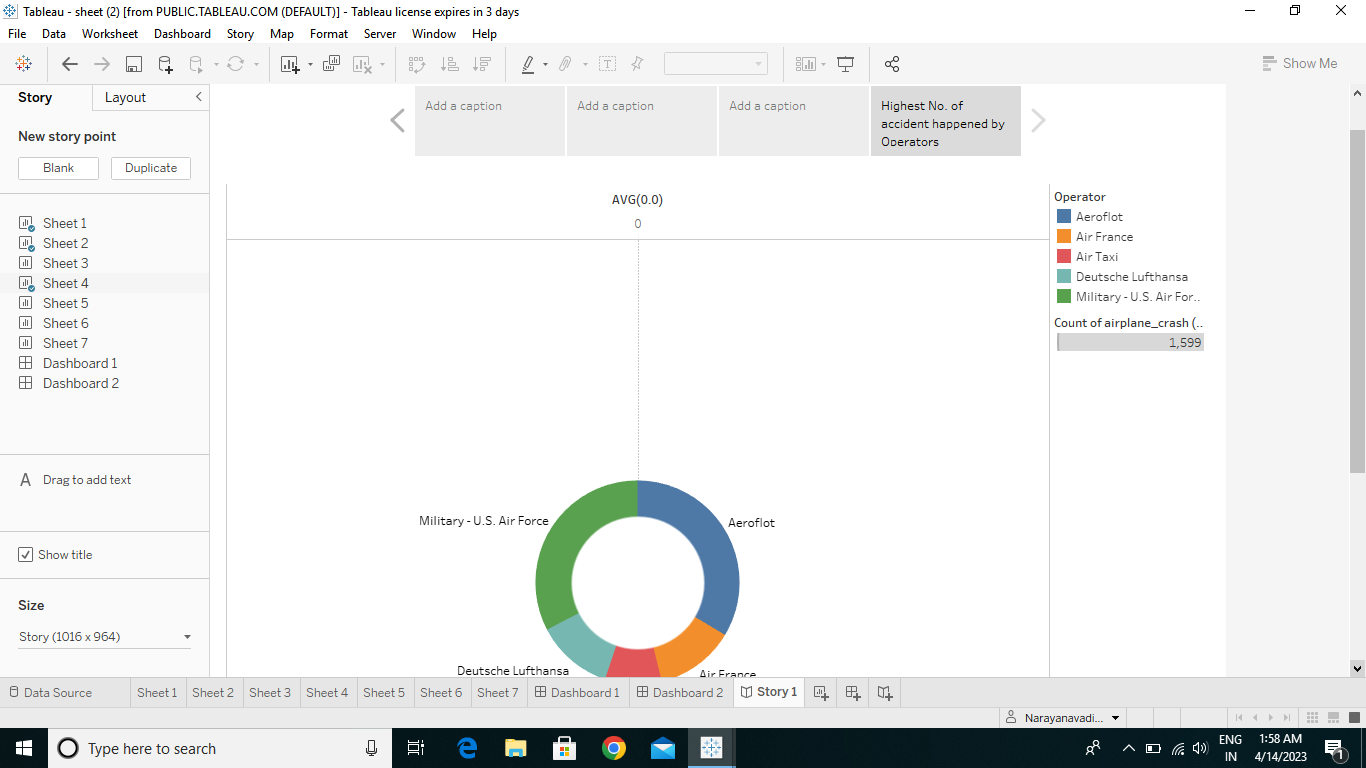 Tableau - sheet (2) [from PUBLIC.TABLEAU.COM (DEFAULT)] - Tableau license expires in 3 days
File Data Worksheet Dashboard Story Map Format Server Window Help
Show Me
Story Layout
New story point
Blank Duplicate
Sheet 1
Sheet 2
Sheet 3
Sheet 4
Sheet 5
Sheet 6
Sheet 7
Dashboard 1
Dashboard 2
A Drag to add text
Show title
Size
Story (1016 x 964)
Add a caption
Add a caption
Add a caption
Highest No. of
accident happened by
Operators
AVG(0.0)
0
Military - U.S. Air Force
Aeroflot
Deutsche Lufthansa
Air France
Operator
Aeroflot
Air France
Air Taxi
Deutsche Lufthansa
Military - U.S. Air For..
Count of airplane_crash (..
1,599
Data Source Sheet 1 Sheet 2 Sheet 3 Sheet 4 Sheet 5 Sheet 6 Sheet 7 Dashboard 1 Dashboard 2 Story 1
Narayanavadi...
Type here to search
ENG
IN
1:58 AM
4/14/2023
1